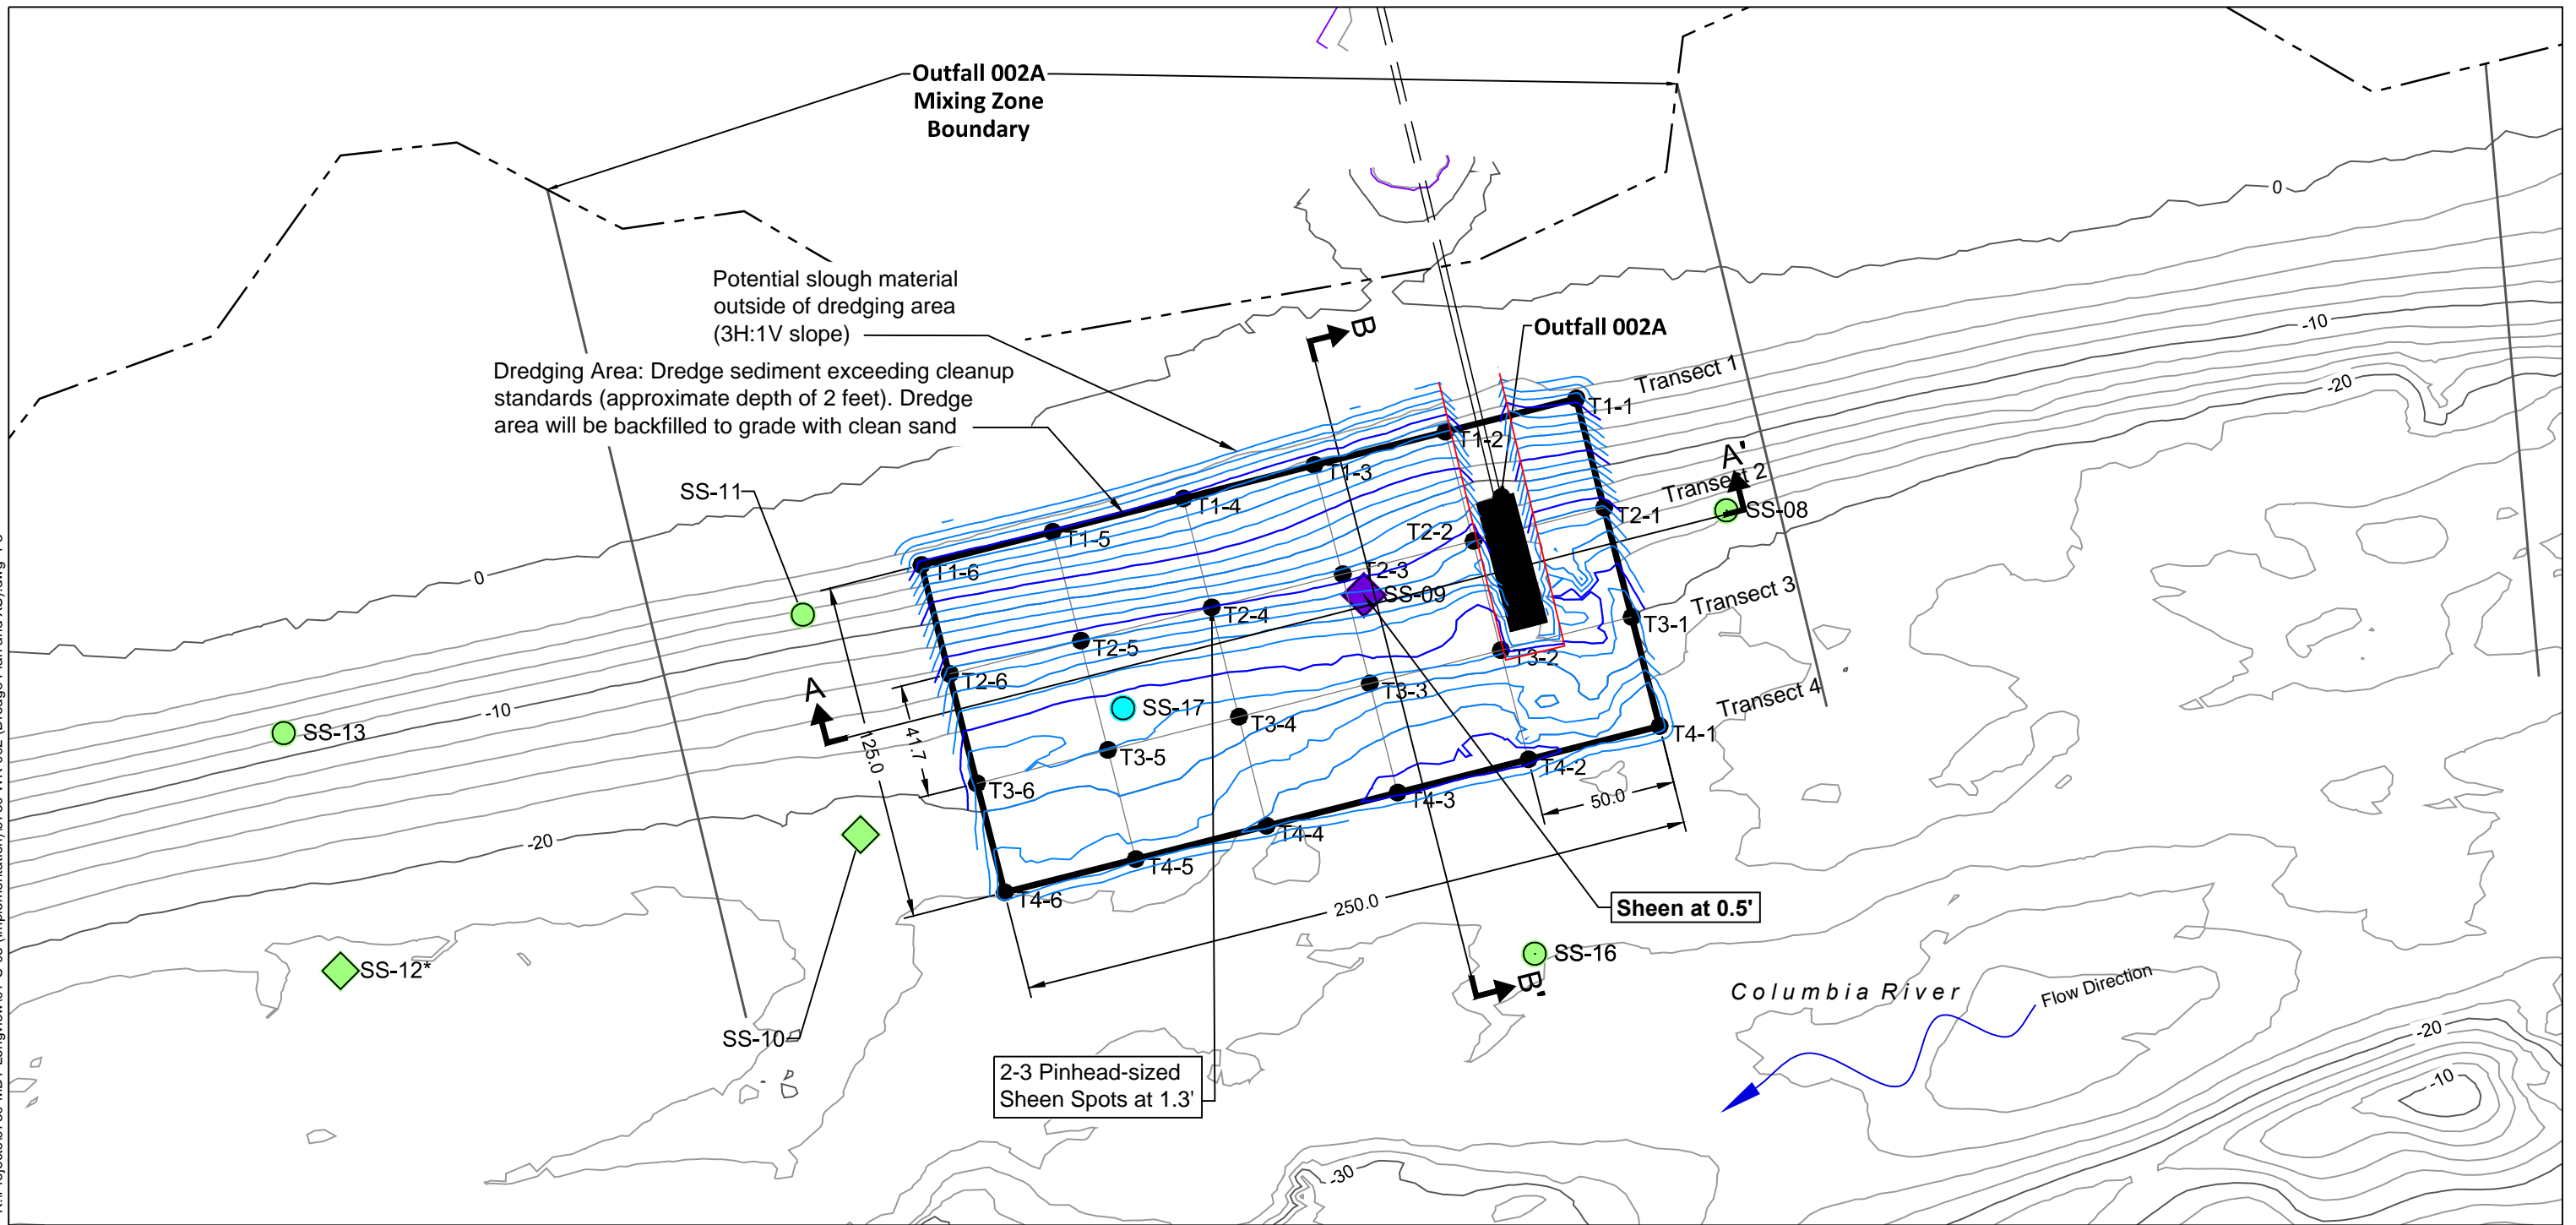 Outfall 002A
Mixing Zone
Boundary
0
Potential slough material
outside of dredging area
(3H:1V slope)
B
Outfall 002A
-10
Dredging Area: Dredge sediment exceeding cleanup
standards (approximate depth of 2 feet). Dredge
area will be backfilled to grade with clean sand
Transect 1
-20
T1-1
T1-2
T1-3
T1-4
T1-5
T1-6
A'
Transect 2
SS-11
SS-08
T2-1
T2-2
T2-3
T2-4
T2-5
T2-6
SS-09
0
Transect 3
T3-1
T3-2
T3-3
T3-4
T3-5
T3-6
A
SS-17
-10
SS-13
125.0
41.7
Transect 4
T4-1
T4-2
T4-3
T4-4
T4-5
T4-6
50.0
-20
250.0
Sheen at 0.5'
SS-16
SS-12*
B'
Columbia River
Flow Direction
SS-10
2-3 Pinhead-sized
Sheen Spots at 1.3'
-20
-10
-30